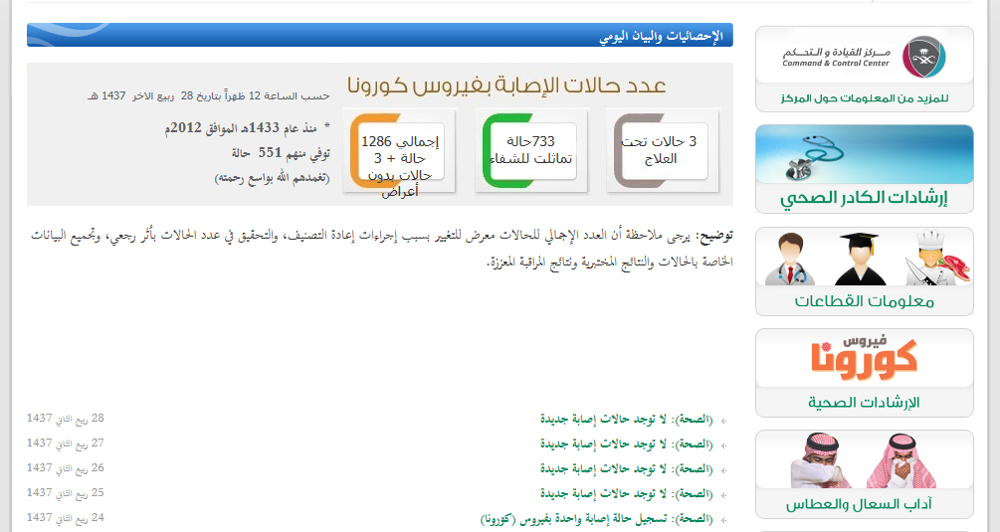 الإحصائيات والبيان اليومي
عدد حالات الإصابة بفيروس كورونا
حسب الساعة 12 ظهراً بتاريخ 28 ربيع الآخر 1437 هـ
* منذ عام 1433هـ الموافق 2012م
توفي منهم 551 حالة
(تغمدهم الله بواسع رحمته)
3 حالات تحت
العلاج
733حالة
تماثلت للشفاء
إجمالي 1286
حالة + 3
حالات بدون
أعراض
توضيح: يرجى ملاحظة أن العدد الإجمالي للحالات معرض للتغيير بسبب إجراءات إعادة التصنيف، والتحقيق في عدد الحالات بأثر رجعي، وتجميع البيانات
الخاصة بالحالات والنتائج المختبرية ونتائج المراقبة المعززة.
(الصحة): لا توجد حالات إصابة جديدة 28 ربيع الثاني 1437
(الصحة): لا توجد حالات إصابة جديدة 27 ربيع الثاني 1437
(الصحة): لا توجد حالات إصابة جديدة 26 ربيع الثاني 1437
(الصحة): لا توجد حالات إصابة جديدة 25 ربيع الثاني 1437
(الصحة): تسجيل حالة إصابة واحدة بفيروس (كورونا) 24 ربيع الثاني 1437
مركز القيادة و التحكم
Command & Control Center
للمزيد من المعلومات حول المركز
إرشادات الكادر الصحي
معلومات القطاعات
فيروس
كورونا
الإرشادات الصحية
آداب السعال والعطاس